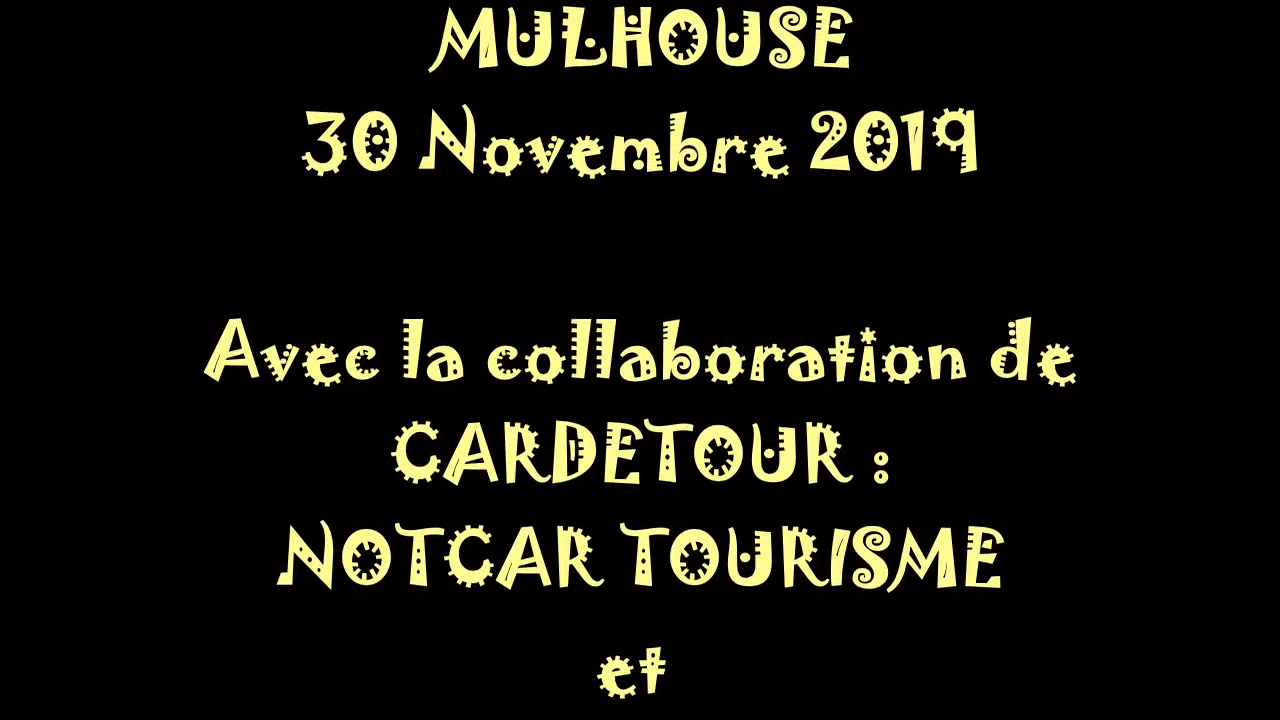 MULHOUSE
30 Novembre 2019
Avec la collaboration de
CARDETOUR :
NOTCAR TOURISME
et